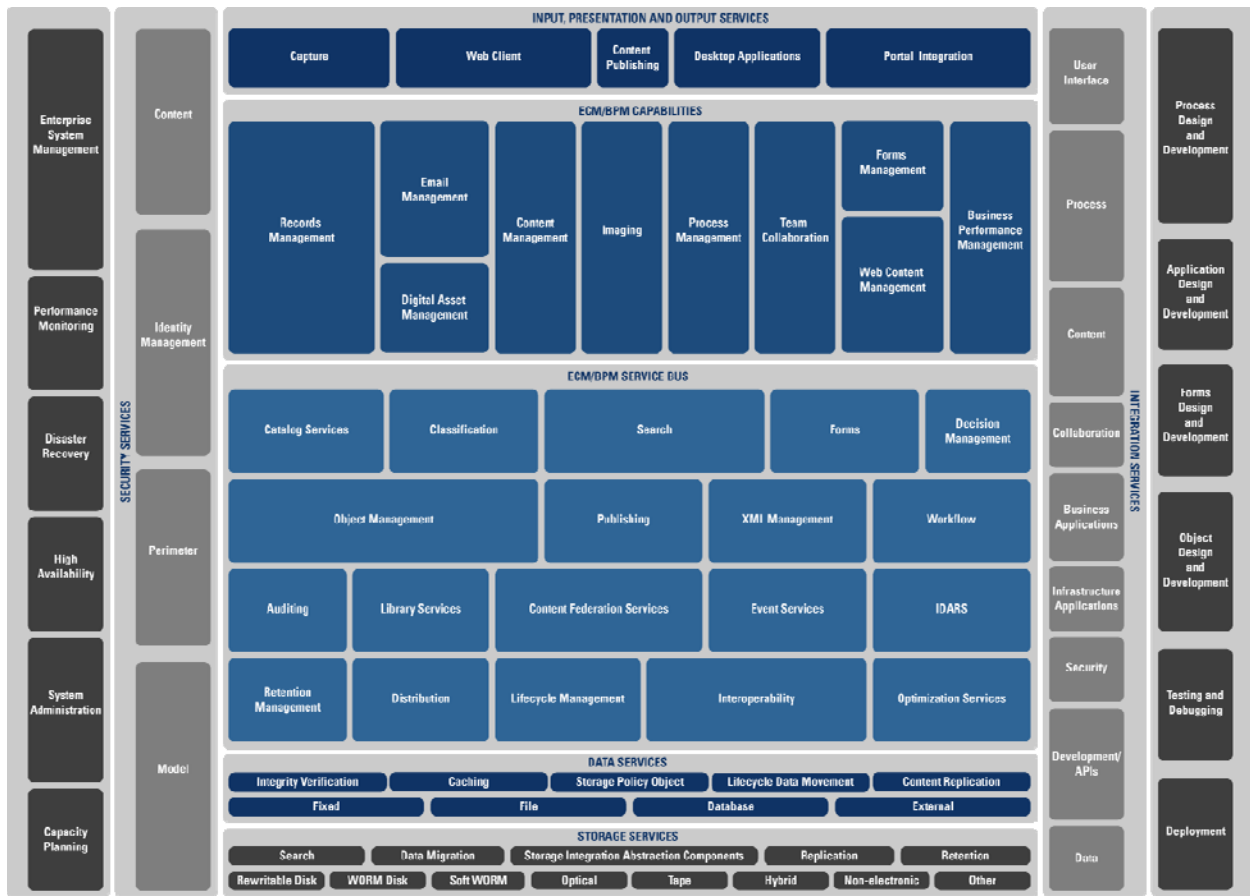 INPUT, PRESENTATION AND OUTPUT SERVICES
Capture
Web Client
Content
Publishing
Desktop Applications
Portal Integration
ECM/BPM CAPABILITIES
Records
Management
Email
Management
Digital Asset
Management
Content
Management
Imaging
Process
Management
Team
Collaboration
Forms
Management
Web Content
Management
Business
Performance
Management
ECM/BPM SERVICE BUS
Catalog Services
Classification
Search
Forms
Decision
Management
Object Management
Publishing
XML Management
Workflow
Auditing
Library Services
Content Federation Services
Event Services
IDARS
Retention
Management
Distribution
Lifecycle Management
Interoperability
Optimization Services
DATA SERVICES
Integrity Verification
Caching
Storage Policy Object
Lifecycle Data Movement
Content Replication
Fixed
File
Database
External
STORAGE SERVICES
Search
Data Migration
Storage Integration Abstraction Components
Replication
Retention
Rewritable Disk
WORM Disk
Soft WORM
Optical
Tape
Hybrid
Non-electronic
Other
Enterprise
System
Management
Performance
Monitoring
Disaster
Recovery
High
Availability
System
Administration
Capacity
Planning
SECURITY SERVICES
Content
Identity
Management
Perimeter
Model
User
Interface
Process
Content
Collaboration
Business
Applications
Infrastructure
Applications
Security
Development/
APIs
Data
INTEGRATION SERVICES
Process
Design
and
Development
Application
Design
and
Development
Forms
Design
and
Development
Object
Design
and
Development
Testing and
Debugging
Deployment